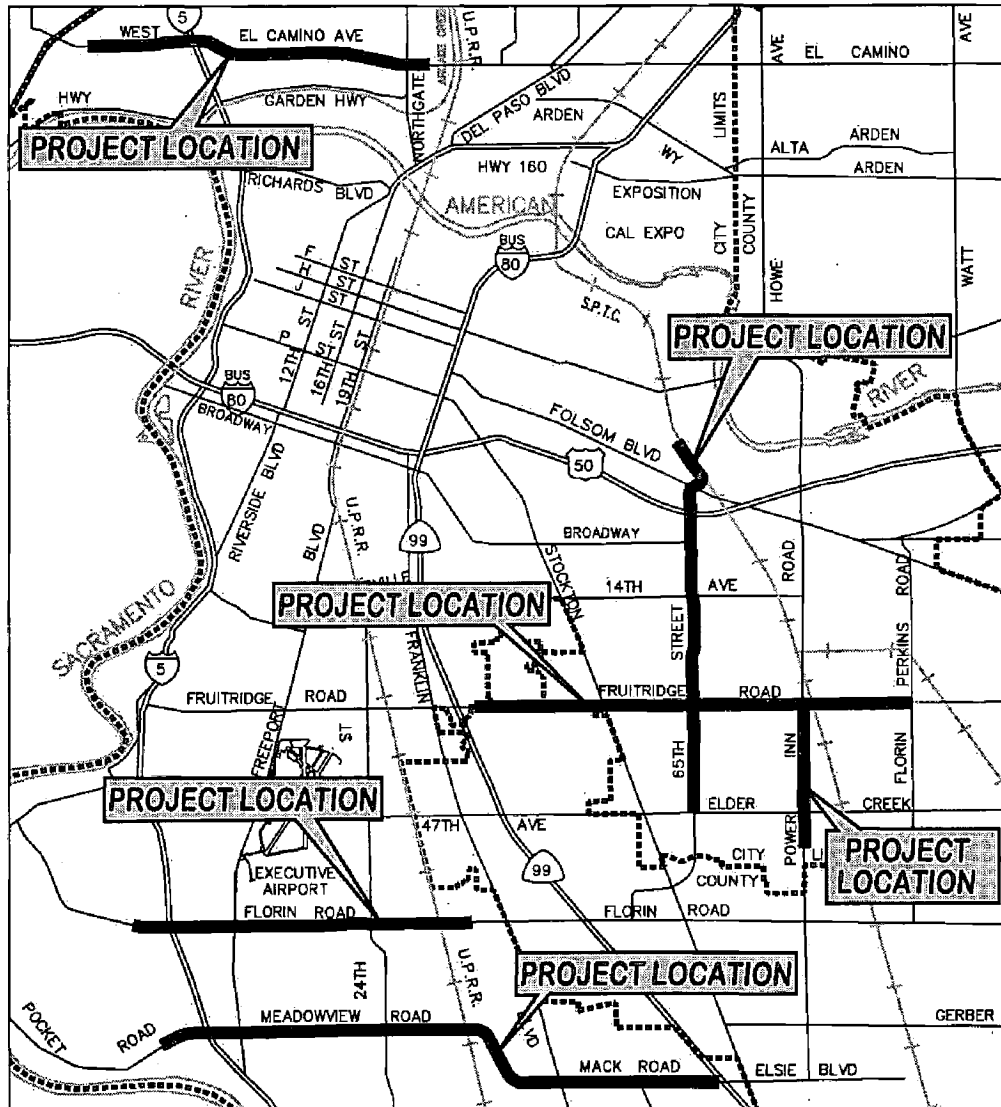 5
WEST EL CAMINO AVE
U.P.R.R.
AVE
AVE
EL CAMINO
HWY
GARDEN HWY
NORTHGATE
DEL PASO BLVD
ARDEN
WY
LIMITS
PROJECT LOCATION
RICHARDS BLVD
HWY 160
ALTA ARDEN
ARDEN
EXPOSITION
AMERICAN
CAL EXPO
CITY
COUNTY
HOWE
WATT
RIVER
BUS
80
F ST
H ST
J ST
P ST
12TH ST
16TH ST
19TH ST
S.P.T.C.
PROJECT LOCATION
RIVER
BUS
80
BROADWAY
FOLSOM BLVD
50
RIVERSIDE BLVD
BLVD
U.P.R.R.
99
BROADWAY
STOCKTON
ROAD
ROAD
14TH AVE
PROJECT LOCATION
FRANKLIN
STREET
PERKINS
SACRAMENTO
5
FRUITRIDGE ROAD
FRUITRIDGE ROAD
FREEPORT
ST
65TH
INN
FLORIN
PROJECT LOCATION
47TH AVE
ELDER CREEK
POWER
PROJECT
LOCATION
EXECUTIVE
AIRPORT
99
CITY
COUNTY
FLORIN ROAD
FLORIN ROAD
24TH
U.P.R.R.
PROJECT LOCATION
POCKET ROAD
MEADOWVIEW ROAD
GERBER
MACK ROAD
ELSIE BLVD